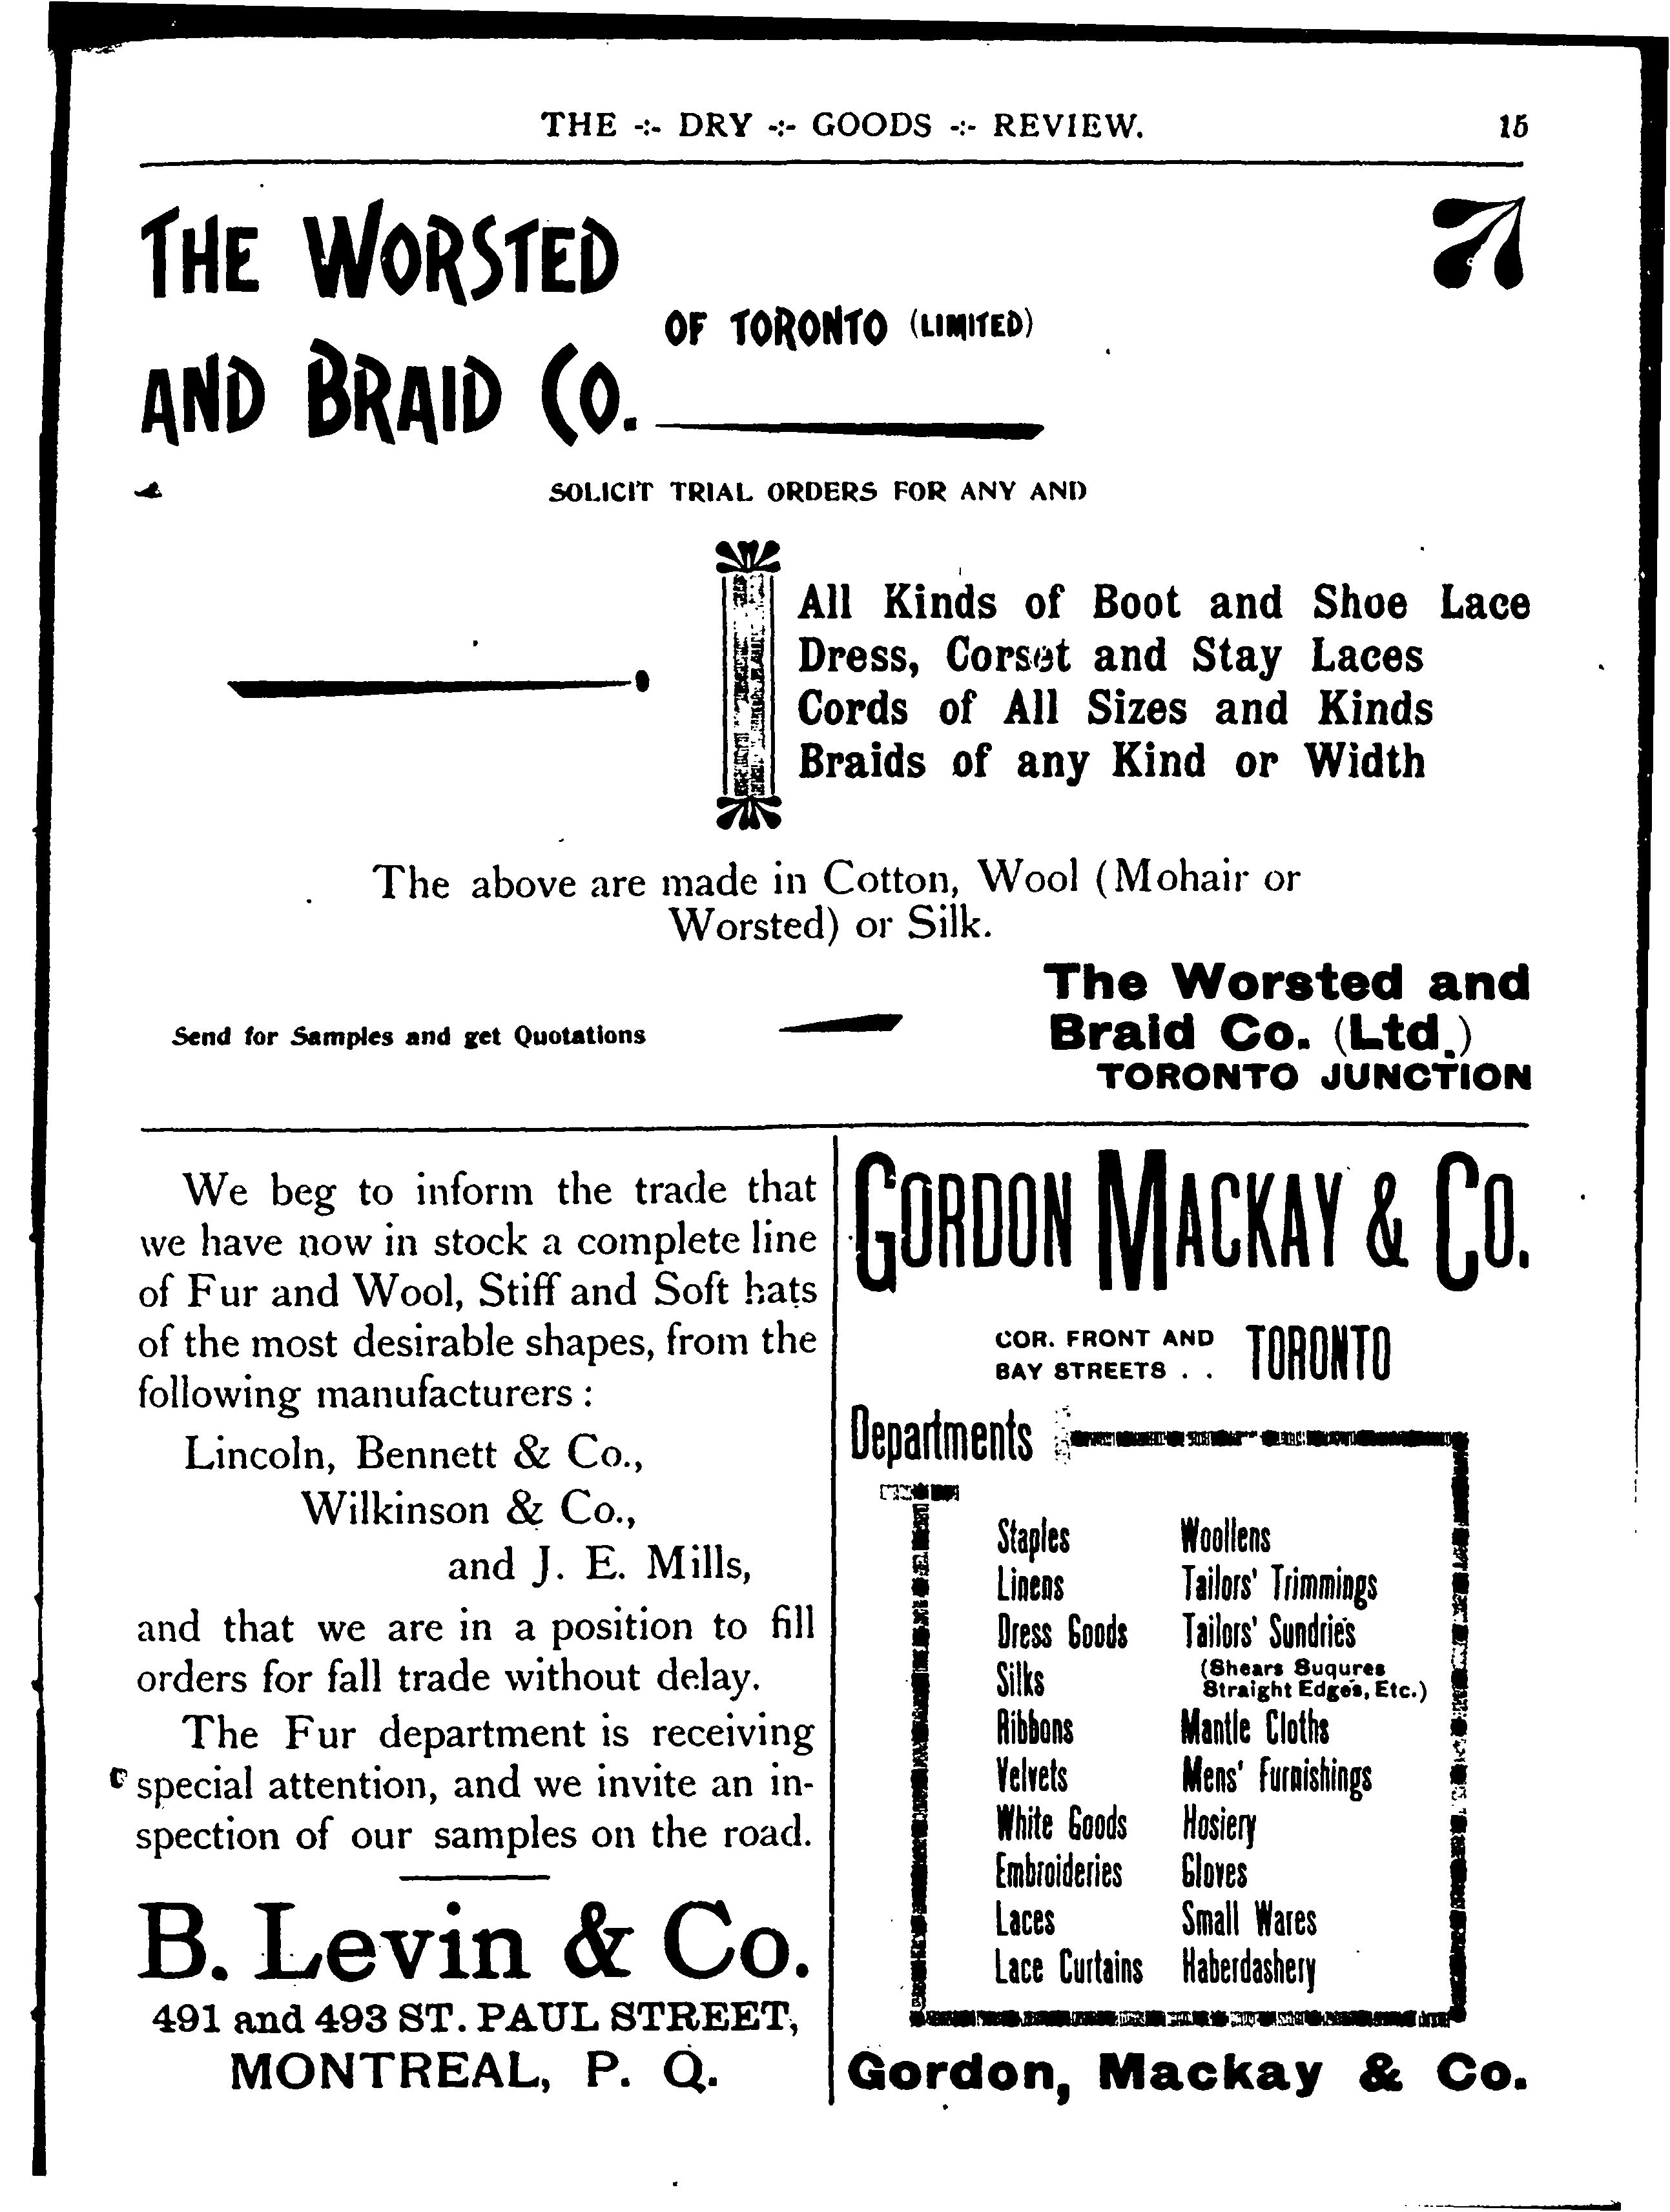 THE -:- DRY -:- GOODS -:- REVIEW. 15
THE WORSTED
AND BRAID CO.
OF TORONTO (LIMITED)
SOLICIT TRIAL ORDERS FOR ANY AND
All Kinds of Boot and Shoe Lace
Dress, Corset and Stay Laces
Cords of All Sizes and Kinds
Braids of any Kind or Width
The above are made in Cotton, Wool (Mohair or
Worsted) or Silk.
Send for Samples and get Quotations
The Worsted and
Braid Co. (Ltd.)
TORONTO JUNCTION
We beg to inform the trade that
we have now in stock a complete line
of Fur and Wool, Stiff and Soft hats
of the most desirable shapes, from the
following manufacturers :
Lincoln, Bennett & Co.,
Wilkinson & Co.,
and J. E. Mills,
and that we are in a position to fill
orders for fall trade without delay.
The Fur department is receiving
special attention, and we invite an in-
spection of our samples on the road.
B. Levin & Co.
491 and 493 ST. PAUL STREET,
MONTREAL, P. Q.
GORDON MACKAY & CO.
COR. FRONT AND
BAY STREETS . .
TORONTO
Departments
Staples
Linens
Dress Goods
Silks
Ribbons
Velvets
White Goods
Embroideries
Laces
Lace Curtains
Woollens
Tailors' Trimmings
Tailors' Sundries
(Shears Suqures
Straight Edges, Etc.)
Mantle Cloths
Mens' Furnishings
Hosiery
Gloves
Small Wares
Haberdashery
Gordon, Mackay & Co.